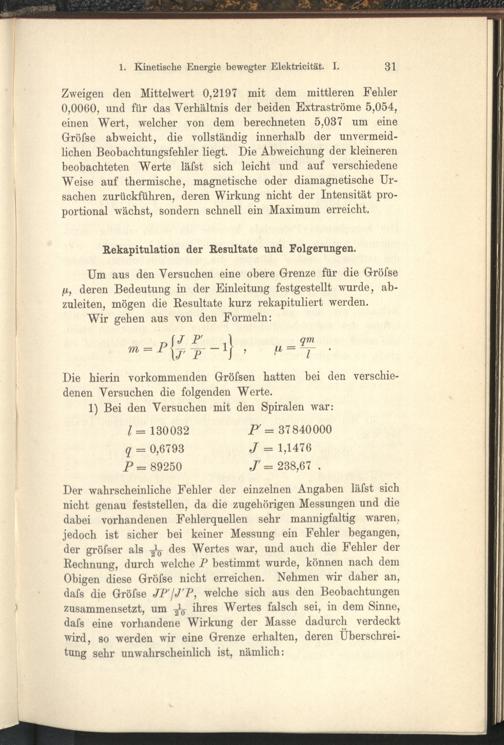 1. Kinetische Energie bewegter Elektricität. I. 31
Zweigen den Mittelwert 0,2197 mit dem mittleren Fehler
0,0060, und für das Verhältnis der beiden Extraströme 5,054,
einen Wert, welcher von dem berechneten 5,037 um eine
Größe abweicht, die vollständig innerhalb der unvermeid-
lichen Beobachtungsfehler liegt. Die Abweichung der kleineren
beobachteten Werte läfst sich leicht und auf verschiedene
Weise auf thermische, magnetische oder diamagnetische Ur-
sachen zurückführen, deren Wirkung nicht der Intensität pro-
portional wächst, sondern schnell ein Maximum erreicht.
Rekapitulation der Resultate und Folgerungen.
Um aus den Versuchen eine obere Grenze für die Gröfse
μ, deren Bedeutung in der Einleitung festgestellt wurde, ab-
zuleiten, mögen die Resultate kurz rekapituliert werden.
Wir gehen aus von den Formeln:
m = P{J/J′ P′/P − 1} , μ = qm/l .
Die hierin vorkommenden Gröfsen hatten bei den verschie-
denen Versuchen die folgenden Werte.
1) Bei den Versuchen mit den Spiralen war:
l = 130032 P′ = 37840000
q = 0,6793 J = 1,1476
P = 89250 J′ = 238,67 .
Der wahrscheinliche Fehler der einzelnen Angaben läfst sich
nicht genau feststellen, da die zugehörigen Messungen und die
dabei vorhandenen Fehlerquellen sehr mannigfaltig waren,
jedoch ist sicher bei keiner Messung ein Fehler begangen,
der gröfser als 1/20 des Wertes war, und auch die Fehler der
Rechnung, durch welche P bestimmt wurde, können nach dem
Obigen diese Gröfse nicht erreichen. Nehmen wir daher an,
dafs die Gröfse JP′/J′P, welche sich aus den Beobachtungen
zusammensetzt, um 1/20 ihres Wertes falsch sei, in dem Sinne,
dafs eine vorhandene Wirkung der Masse dadurch verdeckt
wird, so werden wir eine Grenze erhalten, deren Überschrei-
tung sehr unwahrscheinlich ist, nämlich: